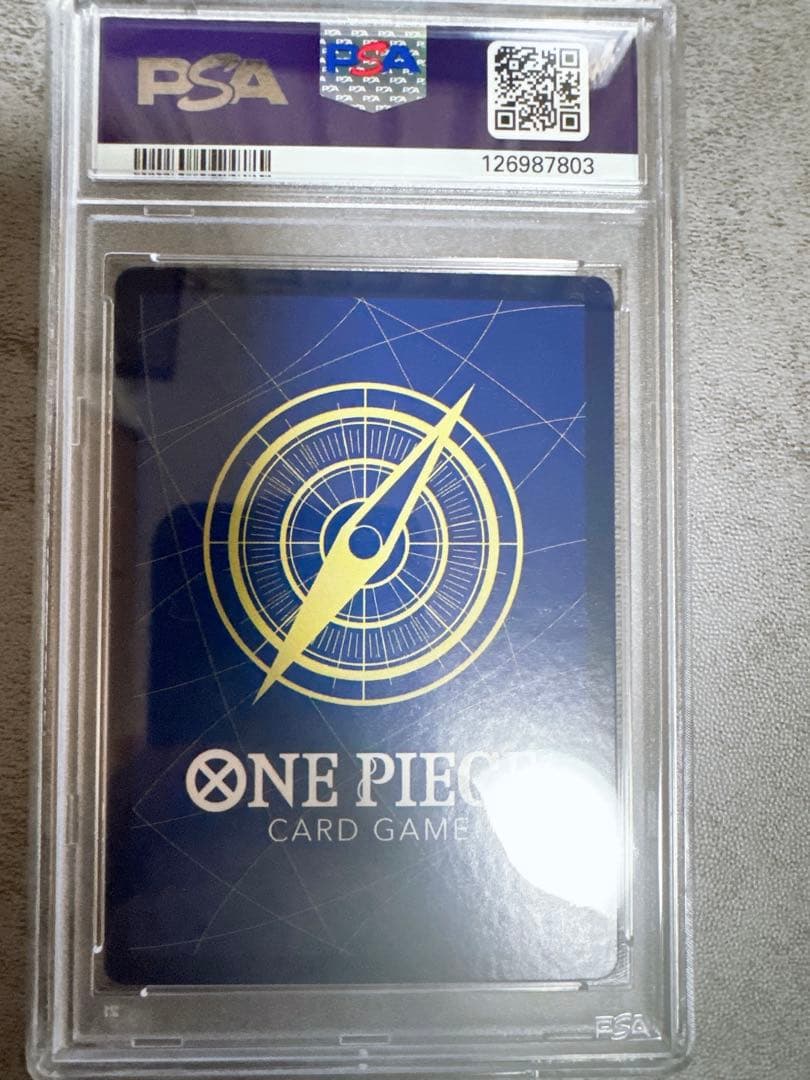 PSA
PSA
126987803
ONE PIECE
CARD GAME
PSA